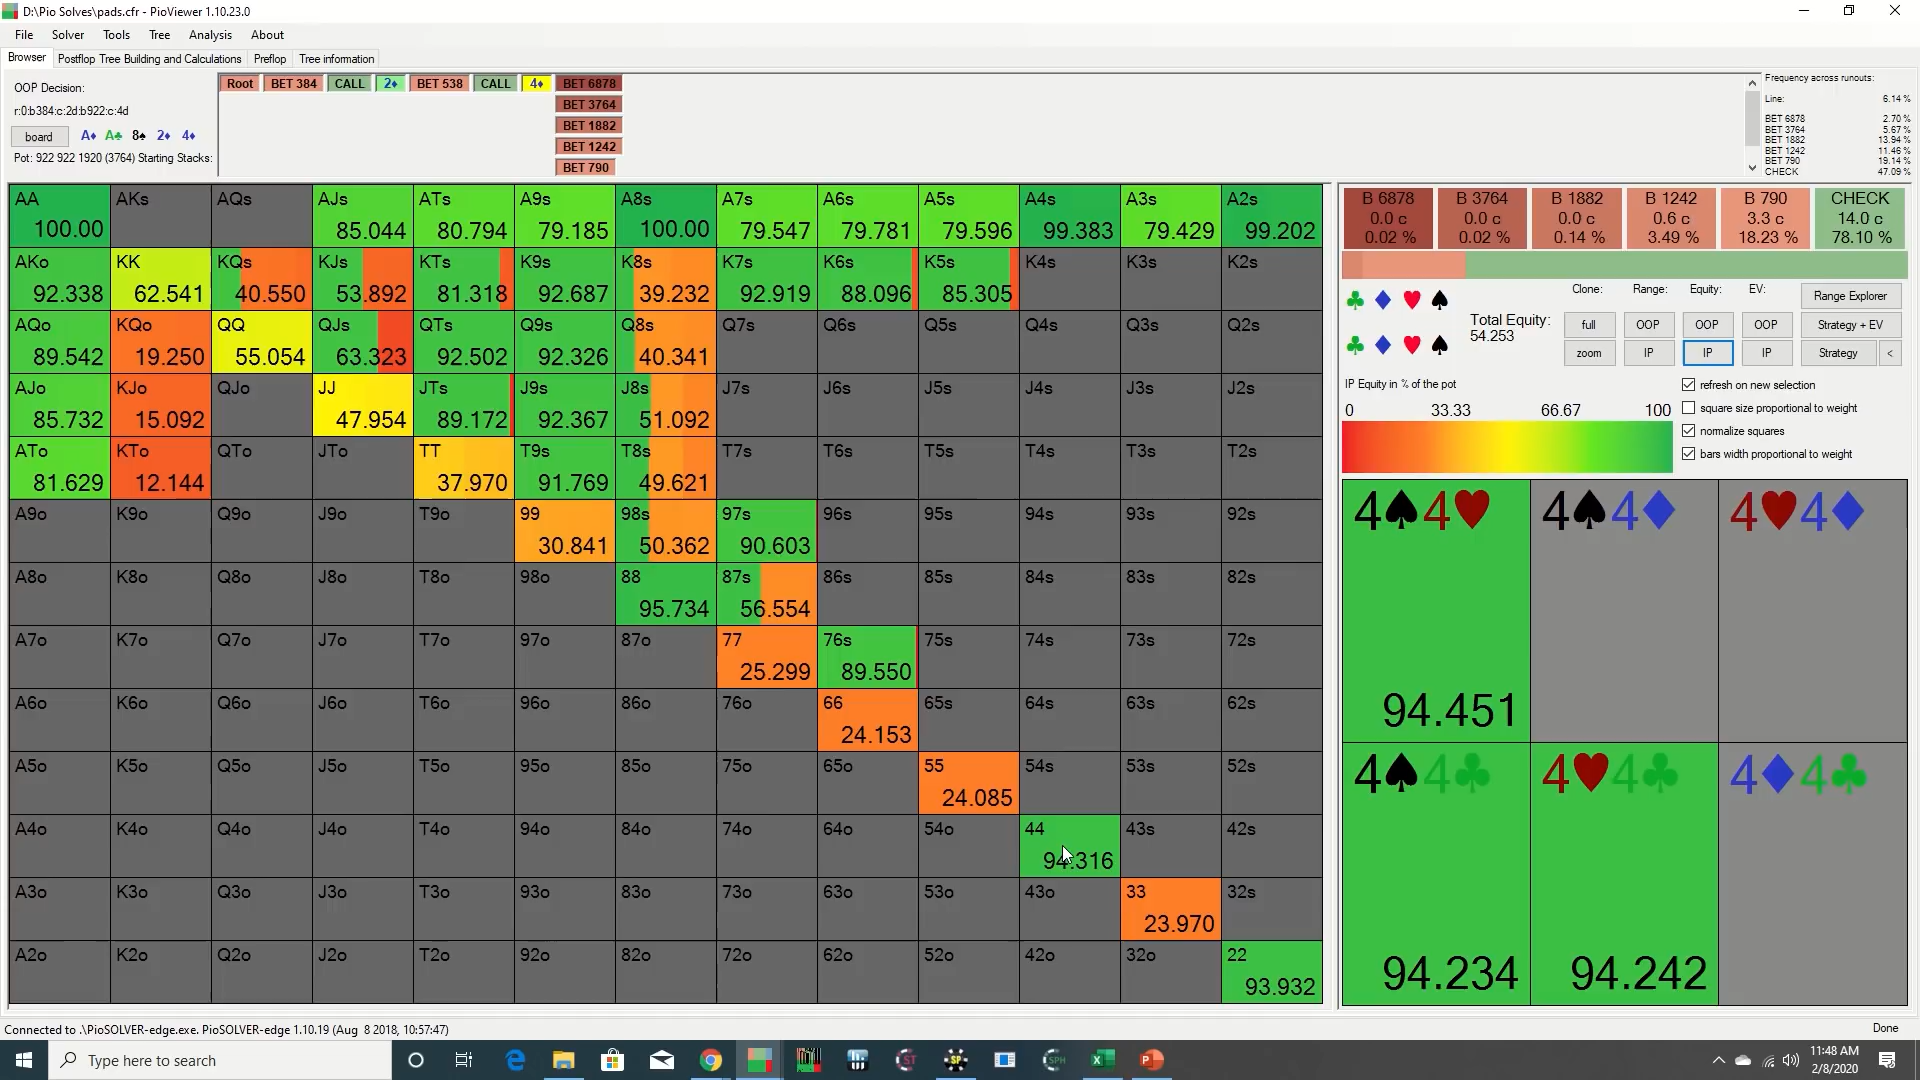 D:\Pio Solves\pads.cfr - PioViewer 1.10.23.0
File Solver Tools Tree Analysis About
Browser Postflop Tree Building and Calculations Preflop Tree information
OOP Decision:
r:0:b384:c:2d:b922:c:4d
board A♦ A♣ 8♠ 2♦ 4♦
Pot: 922 922 1920 (3764) Starting Stacks:
Root BET 384 CALL 2♦ BET 538 CALL 4♦ BET 6878
BET 3764
BET 1882
BET 1242
BET 790
Frequency across runouts:
Line: 6.14 %
BET 6878 2.70 %
BET 3764 5.67 %
BET 1882 13.94 %
BET 1242 11.46 %
BET 790 19.14 %
CHECK 47.09 %
AA AKs AQs AJs ATs A9s A8s A7s A6s A5s A4s A3s A2s
100.00 85.044 80.794 79.185 100.00 79.547 79.781 79.596 99.383 79.429 99.202
AKo KK KQs KJs KTs K9s K8s K7s K6s K5s K4s K3s K2s
92.338 62.541 40.550 53.892 81.318 92.687 39.232 92.919 88.096 85.305
AQo KQo QQ QJs QTs Q9s Q8s Q7s Q6s Q5s Q4s Q3s Q2s
89.542 19.250 55.054 63.323 92.502 92.326 40.341
AJo KJo QJo JJ JTs J9s J8s J7s J6s J5s J4s J3s J2s
85.732 15.092 47.954 89.172 92.367 51.092
ATo KTo QTo JTo TT T9s T8s T7s T6s T5s T4s T3s T2s
81.629 12.144 37.970 91.769 49.621
A9o K9o Q9o J9o T9o 99 98s 97s 96s 95s 94s 93s 92s
30.841 50.362 90.603
A8o K8o Q8o J8o T8o 98o 88 87s 86s 85s 84s 83s 82s
95.734 56.554
A7o K7o Q7o J7o T7o 97o 87o 77 76s 75s 74s 73s 72s
25.299 89.550
A6o K6o Q6o J6o T6o 96o 86o 76o 66 65s 64s 63s 62s
24.153
A5o K5o Q5o J5o T5o 95o 85o 75o 65o 55 54s 53s 52s
24.085
A4o K4o Q4o J4o T4o 94o 84o 74o 64o 54o 44 43s 42s
94.316
A3o K3o Q3o J3o T3o 93o 83o 73o 63o 53o 43o 33 32s
23.970
A2o K2o Q2o J2o T2o 92o 82o 72o 62o 52o 42o 32o 22
93.932
B 6878 B 3764 B 1882 B 1242 B 790 CHECK
0.0 c 0.0 c 0.0 c 0.6 c 3.3 c 14.0 c
0.02 % 0.02 % 0.14 % 3.49 % 18.23 % 78.10 %
Clone: Range: Equity: EV: Range Explorer
♣ ♦ ♥ ♠
Total Equity:
54.253
full OOP OOP OOP Strategy + EV
♣ ♦ ♥ ♠
zoom IP IP IP Strategy <
IP Equity in % of the pot
0 33.33 66.67 100
refresh on new selection
square size proportional to weight
normalize squares
bars width proportional to weight
4♠4♥ 4♠4♦ 4♥4♦
94.451
4♠4♣ 4♥4♣ 4♦4♣
94.234 94.242
Connected to .\PioSOLVER-edge.exe. PioSOLVER-edge 1.10.19 (Aug 8 2018, 10:57:47)
Done
Type here to search
11:48 AM
2/8/2020